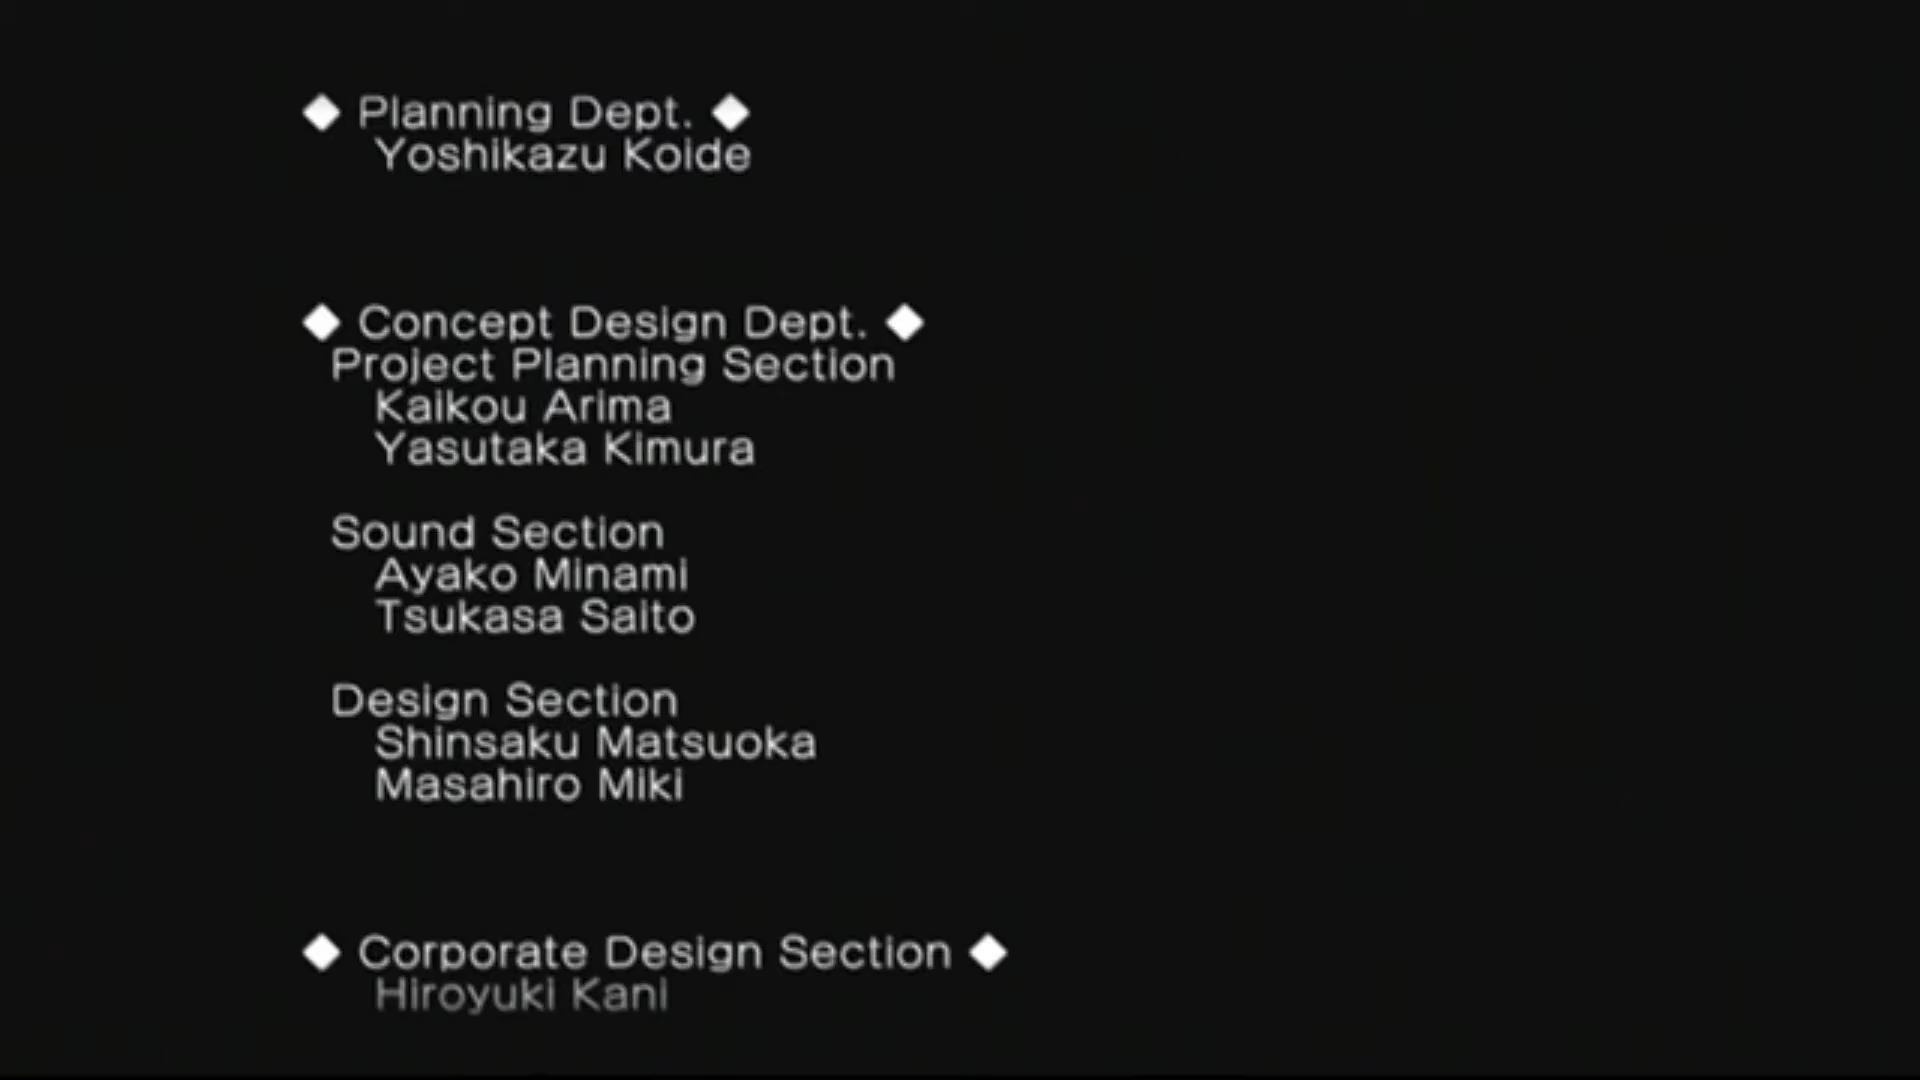 ◆ Planning Dept. ◆
Yoshikazu Koide
◆ Concept Design Dept. ◆
Project Planning Section
Kaikou Arima
Yasutaka Kimura
Sound Section
Ayako Minami
Tsukasa Saito
Design Section
Shinsaku Matsuoka
Masahiro Miki
◆ Corporate Design Section ◆
Hiroyuki Kani